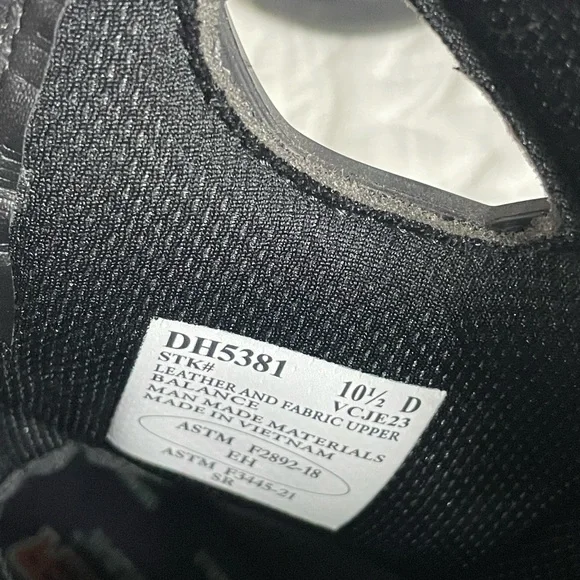 DH5381 10½ D
STK# VCJE23
LEATHER AND FABRIC UPPER
BALANCE
MAN MADE MATERIALS
MADE IN VIETNAM
ASTM F2892-18
EH
ASTM F3445-21
SR